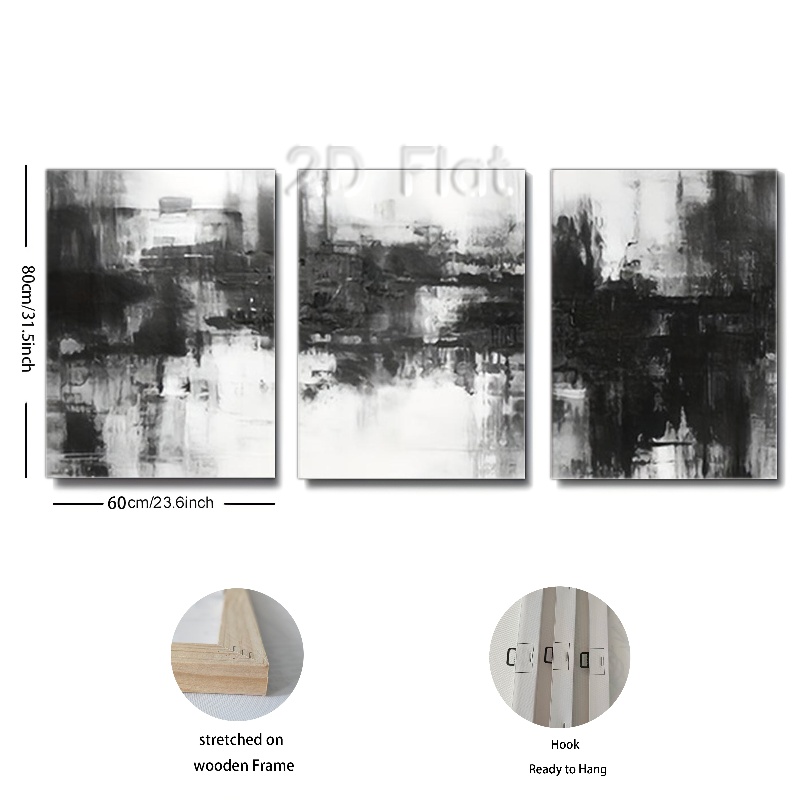 2D Flat
80cm/31.5inch
60cm/23.6inch
stretched on
wooden Frame
Hook
Ready to Hang